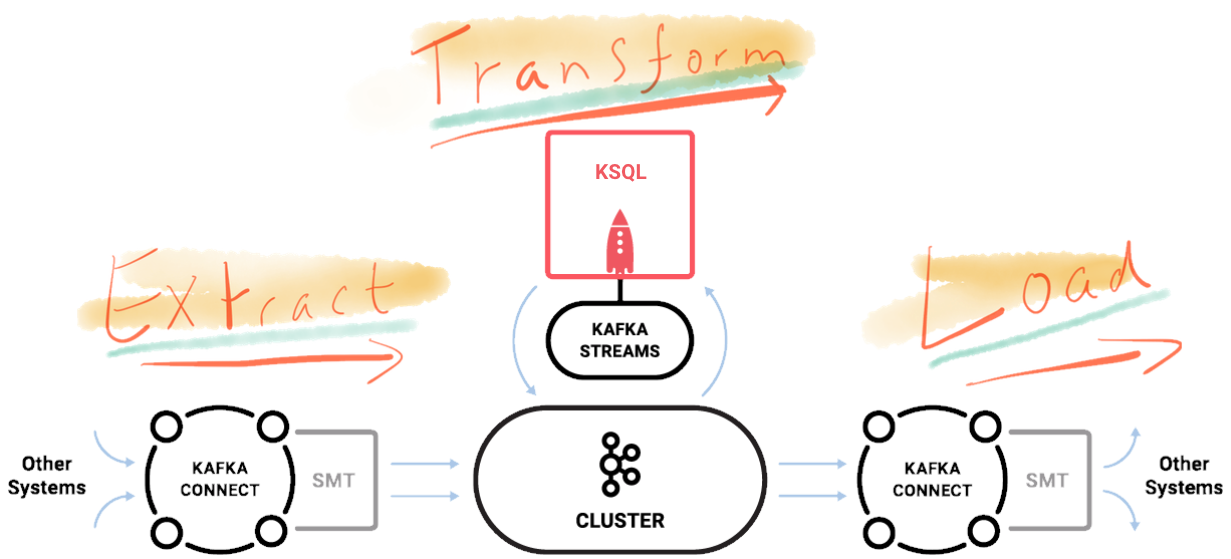 Transform
KSQL
Extract
Load
KAFKA
STREAMS
Other
Systems
KAFKA
CONNECT
SMT
CLUSTER
KAFKA
CONNECT
SMT
Other
Systems